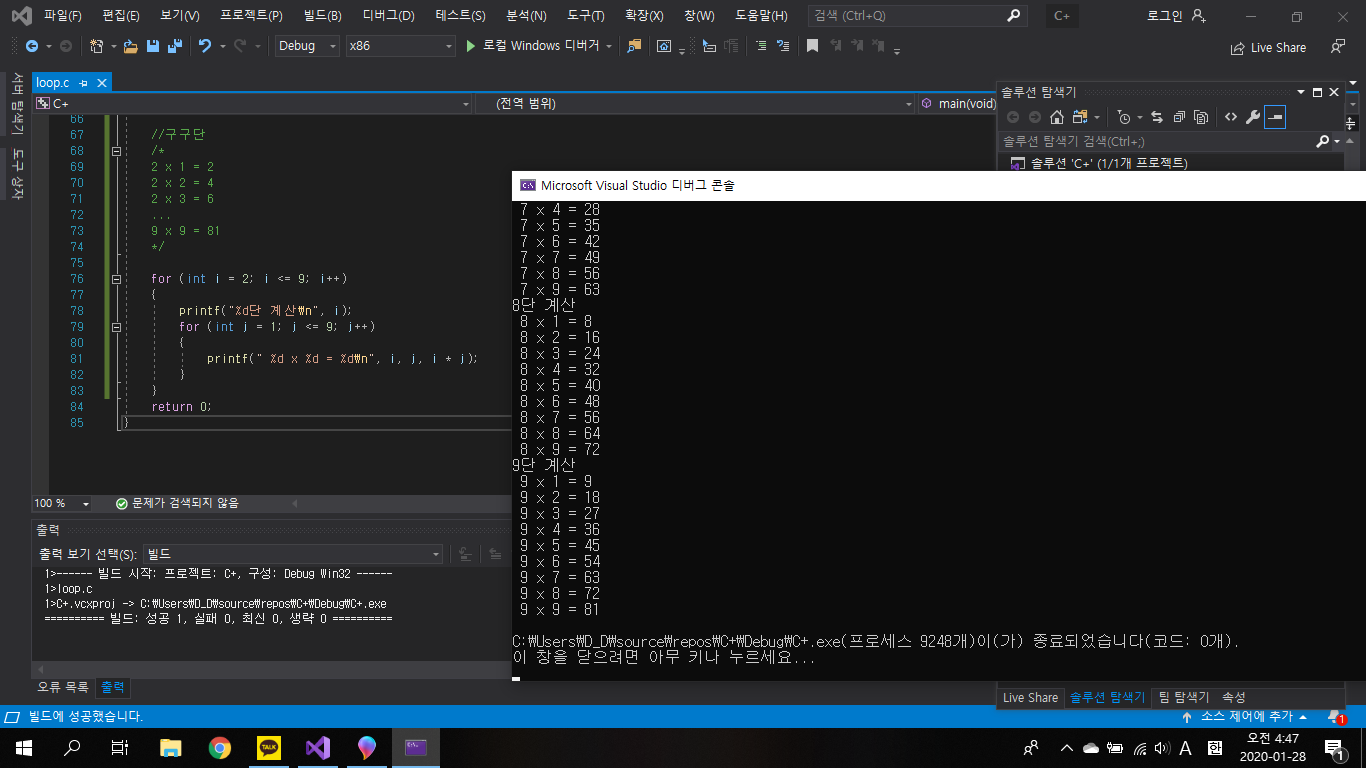 파일(F) 편집(E) 보기(V) 프로젝트(P) 빌드(B) 디버그(D) 테스트(S) 분석(N) 도구(T) 확장(X) 창(W) 도움말(H) 검색 (Ctrl+Q) C+ 로그인
Debug x86 로컬 Windows 디버거 Live Share
서버 탐색기
도구 상자
loop.c
C+ (전역 범위) main(void)
66
67 //구구단
68 /*
69 2 x 1 = 2
70 2 x 2 = 4
71 2 x 3 = 6
72 ...
73 9 x 9 = 81
74 */
75
76 for (int i = 2; i <= 9; i++)
77 {
78 printf("%d단 계산₩n", i);
79 for (int j = 1; j <= 9; j++)
80 {
81 printf(" %d x %d = %d₩n", i, j, i * j);
82 }
83 }
84 return 0;
85 }
100 % 문제가 검색되지 않음
출력
출력 보기 선택(S): 빌드
1>------ 빌드 시작: 프로젝트: C+, 구성: Debug Win32 ------
1>loop.c
1>C+.vcxproj -> C:₩Users₩D_D₩source₩repos₩C+₩Debug₩C+.exe
========== 빌드: 성공 1, 실패 0, 최신 0, 생략 0 ==========
오류 목록 출력
솔루션 탐색기
솔루션 탐색기 검색(Ctrl+;)
솔루션 'C+' (1/1개 프로젝트)
Microsoft Visual Studio 디버그 콘솔
7 x 4 = 28
7 x 5 = 35
7 x 6 = 42
7 x 7 = 49
7 x 8 = 56
7 x 9 = 63
8단 계산
8 x 1 = 8
8 x 2 = 16
8 x 3 = 24
8 x 4 = 32
8 x 5 = 40
8 x 6 = 48
8 x 7 = 56
8 x 8 = 64
8 x 9 = 72
9단 계산
9 x 1 = 9
9 x 2 = 18
9 x 3 = 27
9 x 4 = 36
9 x 5 = 45
9 x 6 = 54
9 x 7 = 63
9 x 8 = 72
9 x 9 = 81
C:₩Users₩D_D₩source₩repos₩C+₩Debug₩C+.exe(프로세스 9248개)이(가) 종료되었습니다(코드: 0개).
이 창을 닫으려면 아무 키나 누르세요...
Live Share 솔루션 탐색기 팀 탐색기 속성
빌드에 성공했습니다. 소스 제어에 추가 1
TALK A 한 오전 4:47
2020-01-28 1